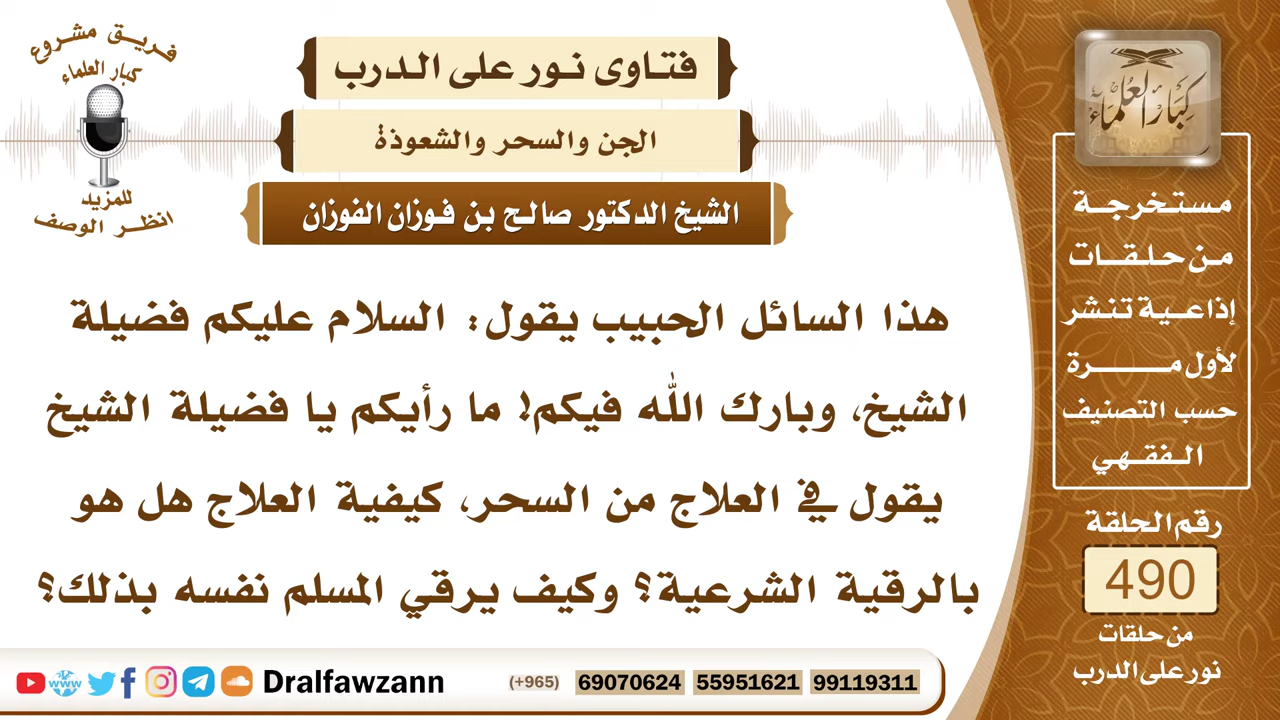 فريق مشروع
كبار العلماء
للمزيد
انظر الوصف
فتاوى نور على الدرب
الجن والسحر والشعوذة
الشيخ الدكتور صالح بن فوزان الفوزان
هذا السائل الحبيب يقول: السلام عليكم فضيلة
الشيخ، وبارك الله فيكم! ما رأيكم يا فضيلة الشيخ
يقول في العلاج من السحر، كيفية العلاج هل هو
بالرقية الشرعية؟ وكيف يرقي المسلم نفسه بذلك؟
كبار العلماء
مستخرجة
من حلقات
إذاعية تنشر
لأول مرة
حسب التصنيف
الفقهي
رقم الحلقة
490
من حلقات
نور على الدرب
www Dralfawzann (+965) 69070624 55951621 99119311